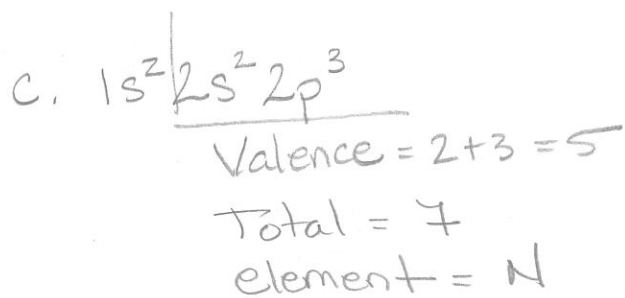 c. 1s² 2s² 2p³
Valence = 2+3 = 5
Total = 7
element = N